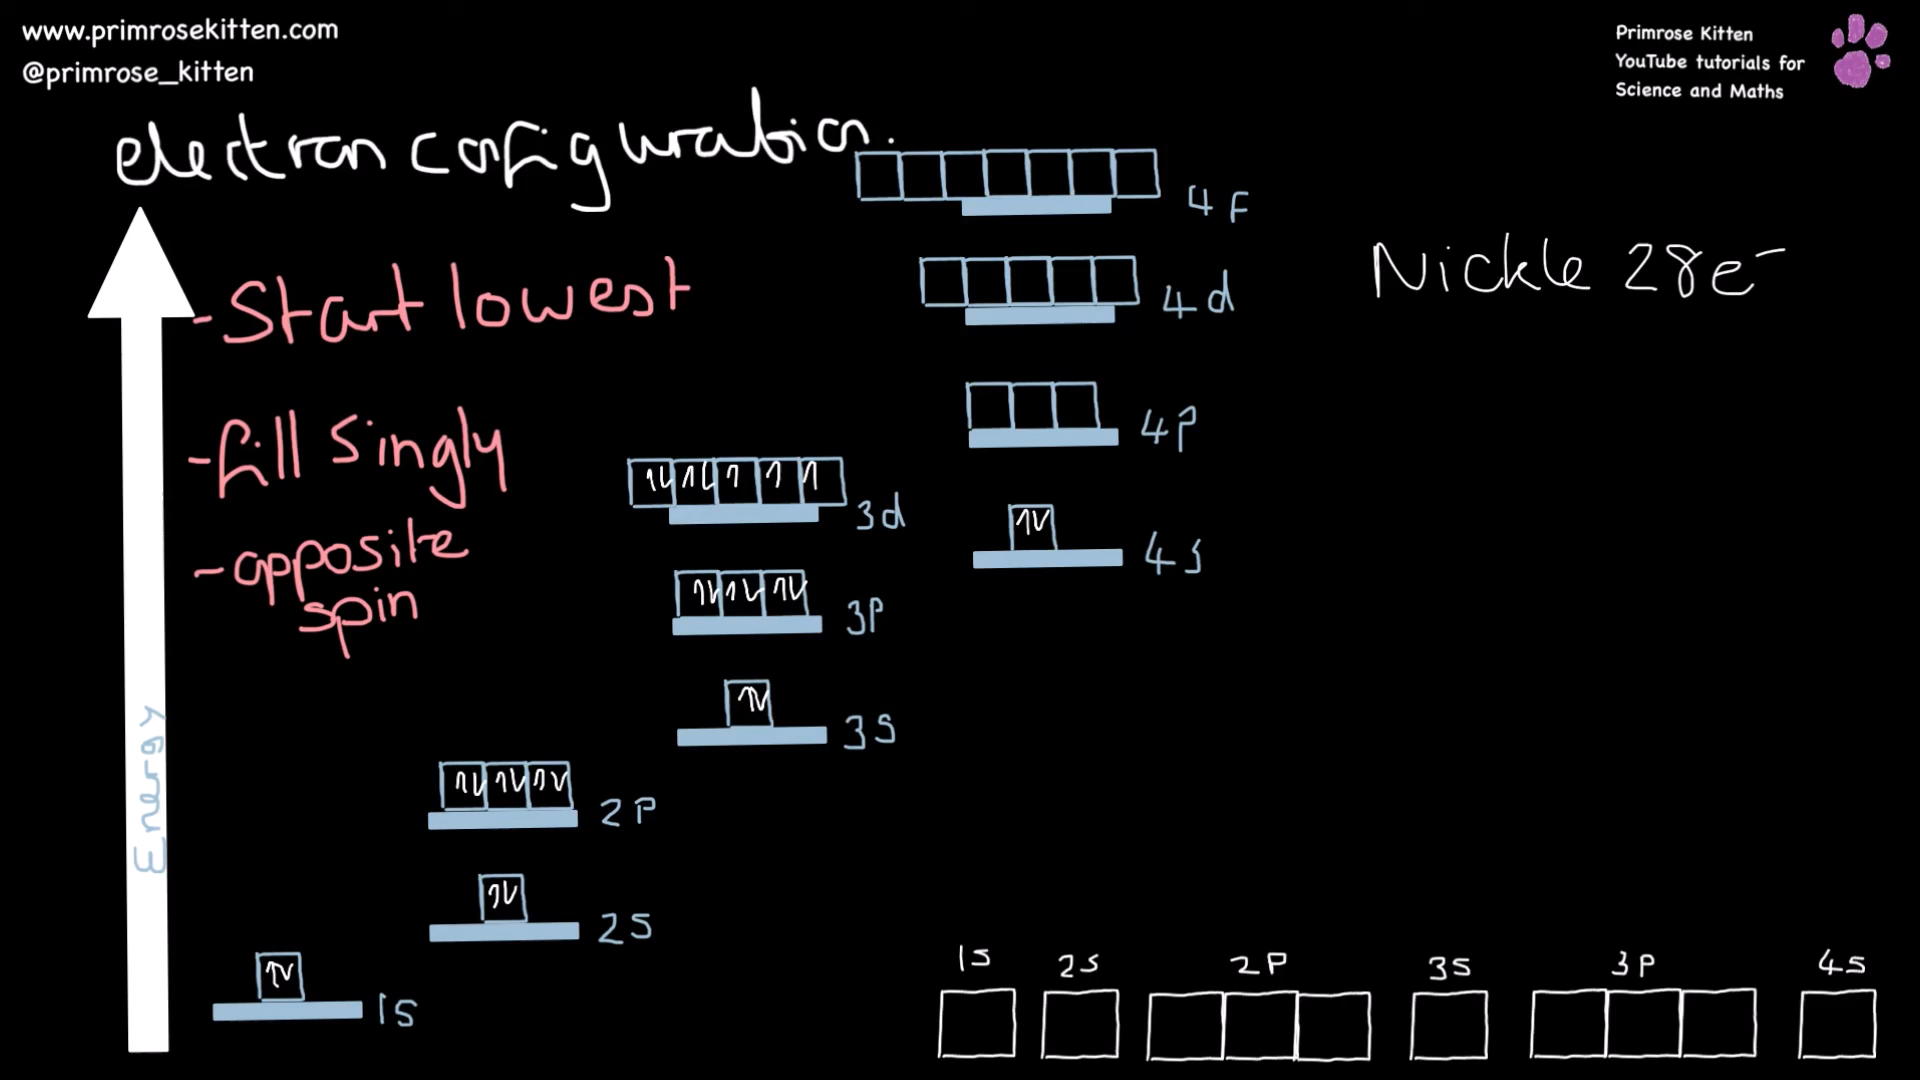 www.primrosekitten.com
@primrose_kitten
Primrose Kitten
YouTube tutorials for
Science and Maths
electron configuration.
4F
Nickle 28e⁻
- Start lowest
4d
- fill singly
4P
3d
- opposite
spin
4s
3P
3S
2P
2S
Energy
1S
1s 2s 2P 3s 3P 4s